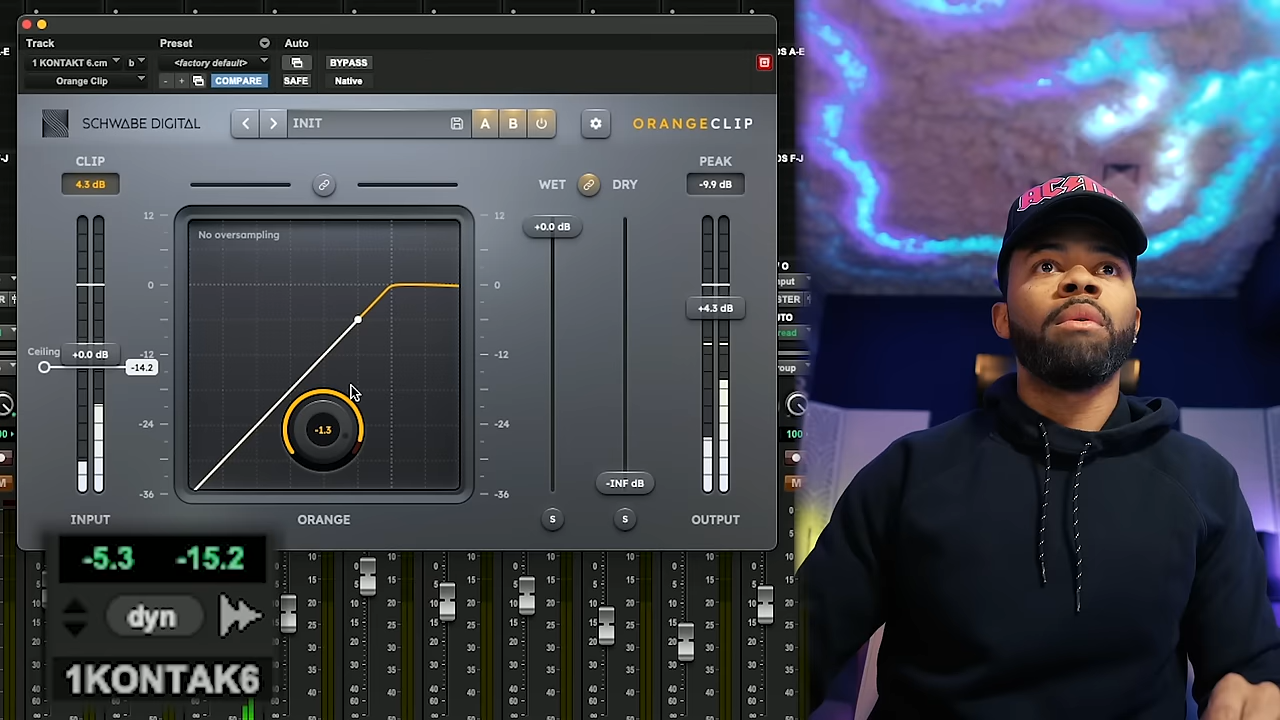 Track
Preset
Auto
1 KONTAKT 6.cm
b
<factory default>
BYPASS
Orange Clip
-
+
COMPARE
SAFE
Native
SCHWABE DIGITAL
INIT
A
B
ORANGECLIP
CLIP
PEAK
4.3 dB
WET
DRY
-9.9 dB
12
12
No oversampling
+0.0 dB
0
0
+4.3 dB
Ceiling
+0.0 dB
-12
-12
-14.2
-24
-24
-1.3
-INF dB
-36
-36
INPUT
ORANGE
S
S
OUTPUT
-5.3
-15.2
dyn
1KONTAK6